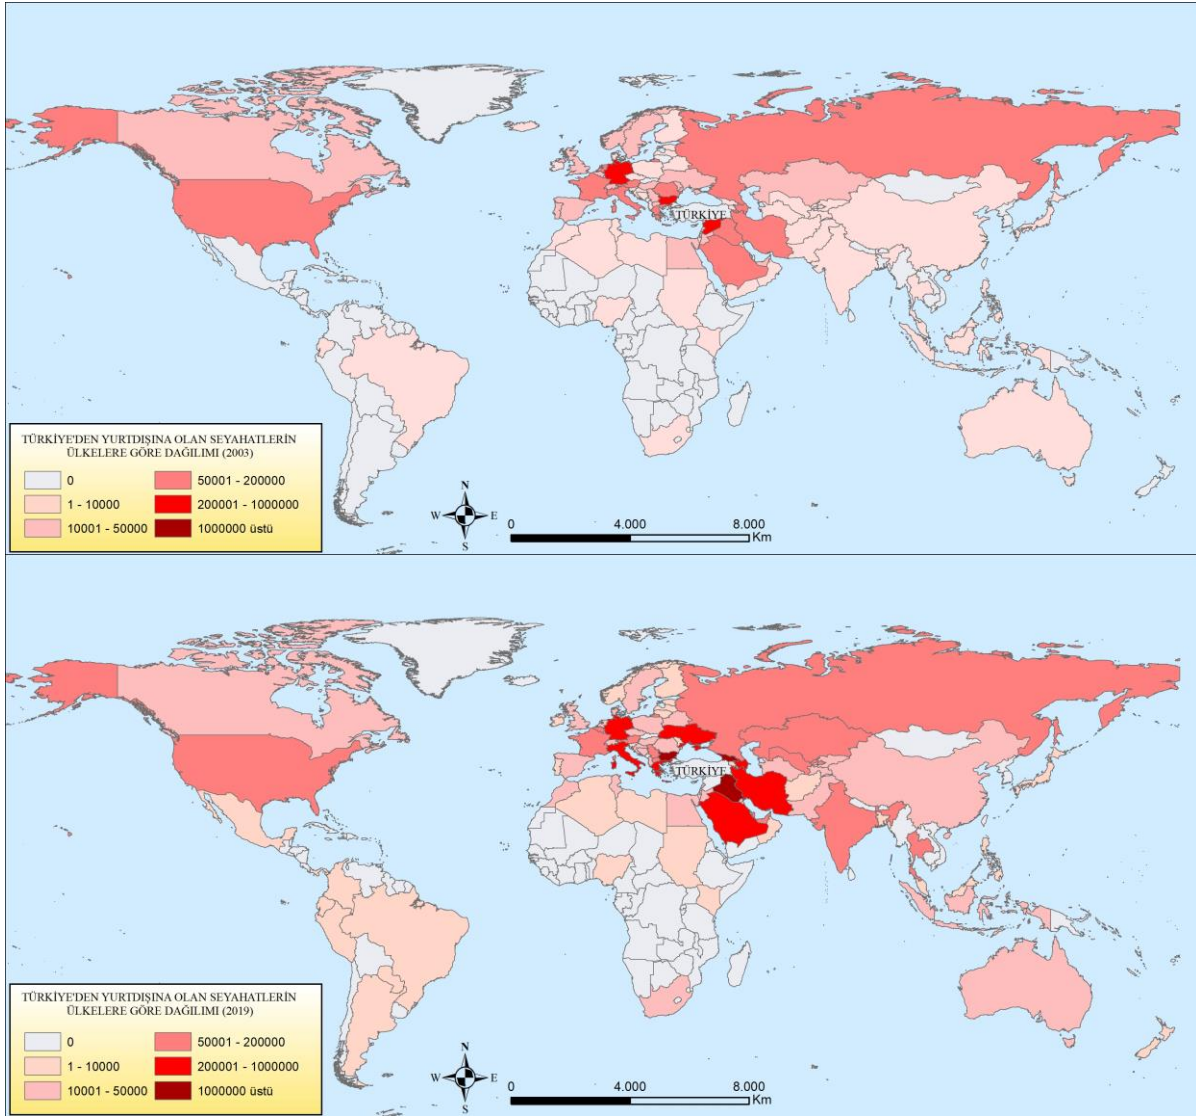 TÜRKİYE
TÜRKİYE'DEN YURTDIŞINA OLAN SEYAHATLERİN
ÜLKELERE GÖRE DAĞILIMI (2003)
0
50001 - 200000
1 - 10000
200001 - 1000000
10001 - 50000
1000000 üstü
N
W
E
S
0
4.000
8.000
Km
TÜRKİYE
TÜRKİYE'DEN YURTDIŞINA OLAN SEYAHATLERİN
ÜLKELERE GÖRE DAĞILIMI (2019)
0
50001 - 200000
1 - 10000
200001 - 1000000
10001 - 50000
1000000 üstü
N
W
E
S
0
4.000
8.000
Km